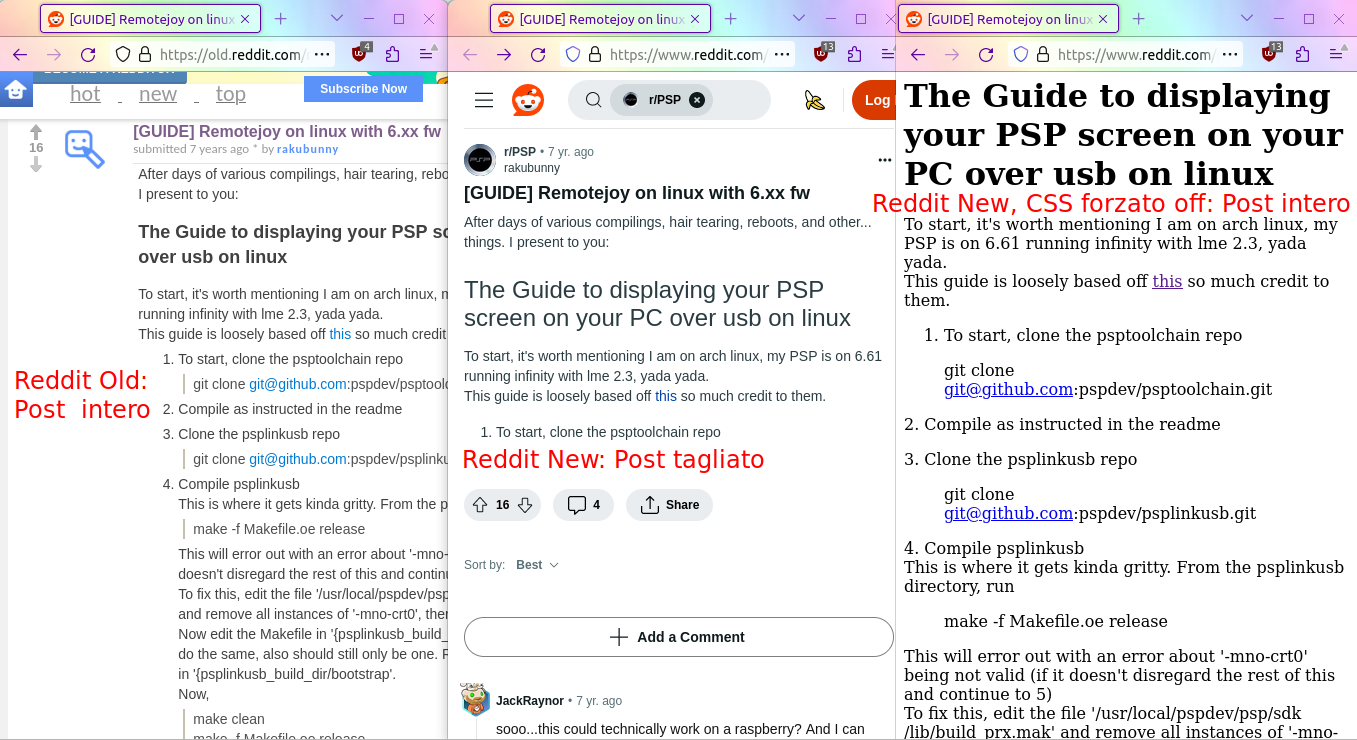 [GUIDE] Remotejoy on linux
https://old.reddit.com/
4
hot - new - top
Subscribe Now
16
[GUIDE] Remotejoy on linux with 6.xx fw
submitted 7 years ago * by rakubunny
After days of various compilings, hair tearing, rebo
I present to you:
The Guide to displaying your PSP sc
over usb on linux
To start, it's worth mentioning I am on arch linux, m
running infinity with lme 2.3, yada yada.
This guide is loosely based off this so much credit
1. To start, clone the psptoolchain repo
git clone git@github.com:pspdev/psptoolc
Reddit Old:
Post intero
2. Compile as instructed in the readme
3. Clone the psplinkusb repo
git clone git@github.com:pspdev/psplinku
4. Compile psplinkusb
This is where it gets kinda gritty. From the p
make -f Makefile.oe release
This will error out with an error about '-mno-
doesn't disregard the rest of this and continu
To fix this, edit the file '/usr/local/pspdev/psp
and remove all instances of '-mno-crt0', then
Now edit the Makefile in '{psplinkusb_build_
do the same, also should still only be one. F
in '{psplinkusb_build_dir/bootstrap'.
Now,
make clean
make -f Makefile.oe release
[GUIDE] Remotejoy on linux
https://www.reddit.com/
13
r/PSP
Log
r/PSP • 7 yr. ago
rakubunny
[GUIDE] Remotejoy on linux with 6.xx fw
After days of various compilings, hair tearing, reboots, and other...
things. I present to you:
The Guide to displaying your PSP
screen on your PC over usb on linux
To start, it's worth mentioning I am on arch linux, my PSP is on 6.61
running infinity with lme 2.3, yada yada.
This guide is loosely based off this so much credit to them.
1. To start, clone the psptoolchain repo
Reddit New: Post tagliato
16
4
Share
Sort by: Best
Add a Comment
JackRaynor • 7 yr. ago
sooo...this could technically work on a raspberry? And I can
[GUIDE] Remotejoy on linux
https://www.reddit.com/
13
The Guide to displaying
your PSP screen on your
PC over usb on linux
Reddit New, CSS forzato off: Post intero
To start, it's worth mentioning I am on arch linux, my
PSP is on 6.61 running infinity with lme 2.3, yada
yada.
This guide is loosely based off this so much credit to
them.
1. To start, clone the psptoolchain repo
git clone
git@github.com:pspdev/psptoolchain.git
2. Compile as instructed in the readme
3. Clone the psplinkusb repo
git clone
git@github.com:pspdev/psplinkusb.git
4. Compile psplinkusb
This is where it gets kinda gritty. From the psplinkusb
directory, run
make -f Makefile.oe release
This will error out with an error about '-mno-crt0'
being not valid (if it doesn't disregard the rest of this
and continue to 5)
To fix this, edit the file '/usr/local/pspdev/psp/sdk
/lib/build_prx.mak' and remove all instances of '-mno-